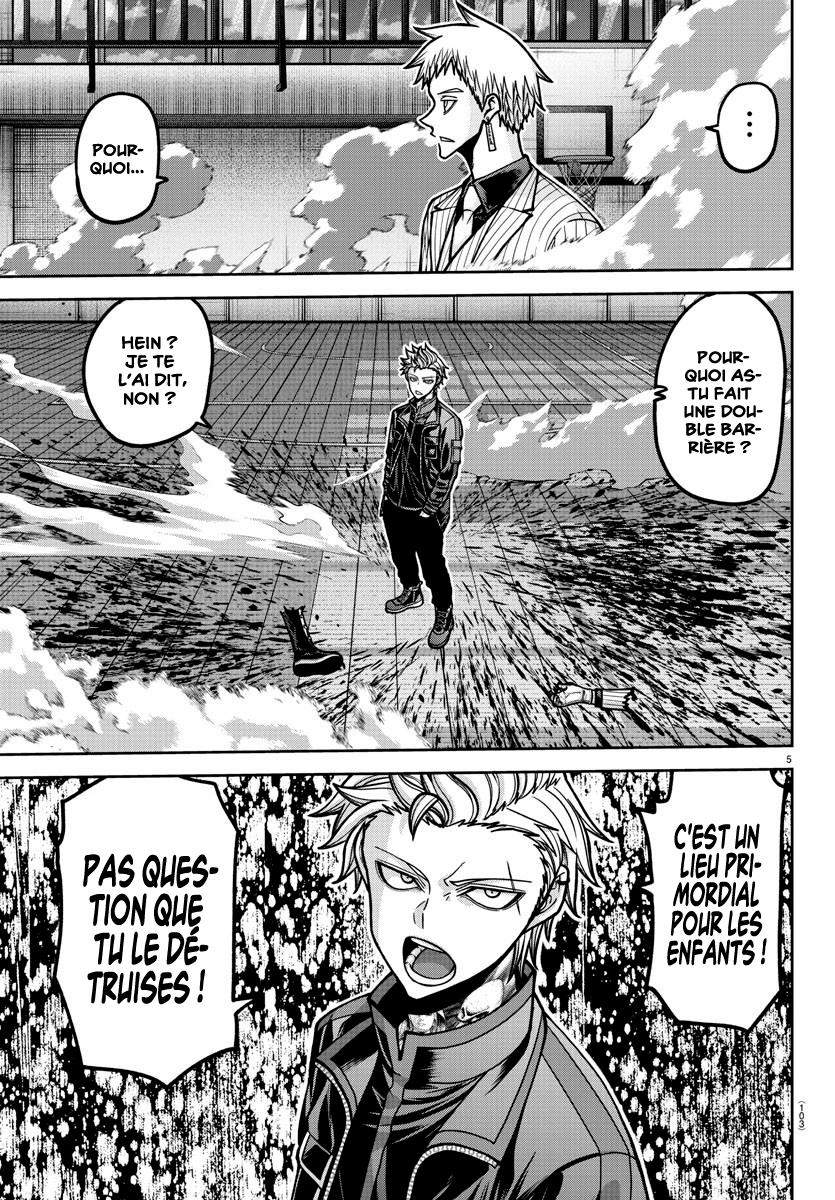 ...
POUR-
QUOI...
POUR-
QUOI AS-
TU FAIT
UNE DOU-
BLE BAR-
RIÈRE ?
HEIN ?
JE TE
L'AI DIT,
NON ?
5
C'EST UN
LIEU PRI-
MORDIAL
POUR LES
ENFANTS !
PAS QUES-
TION QUE
TU LE DÉ-
TRUISES !
(103)